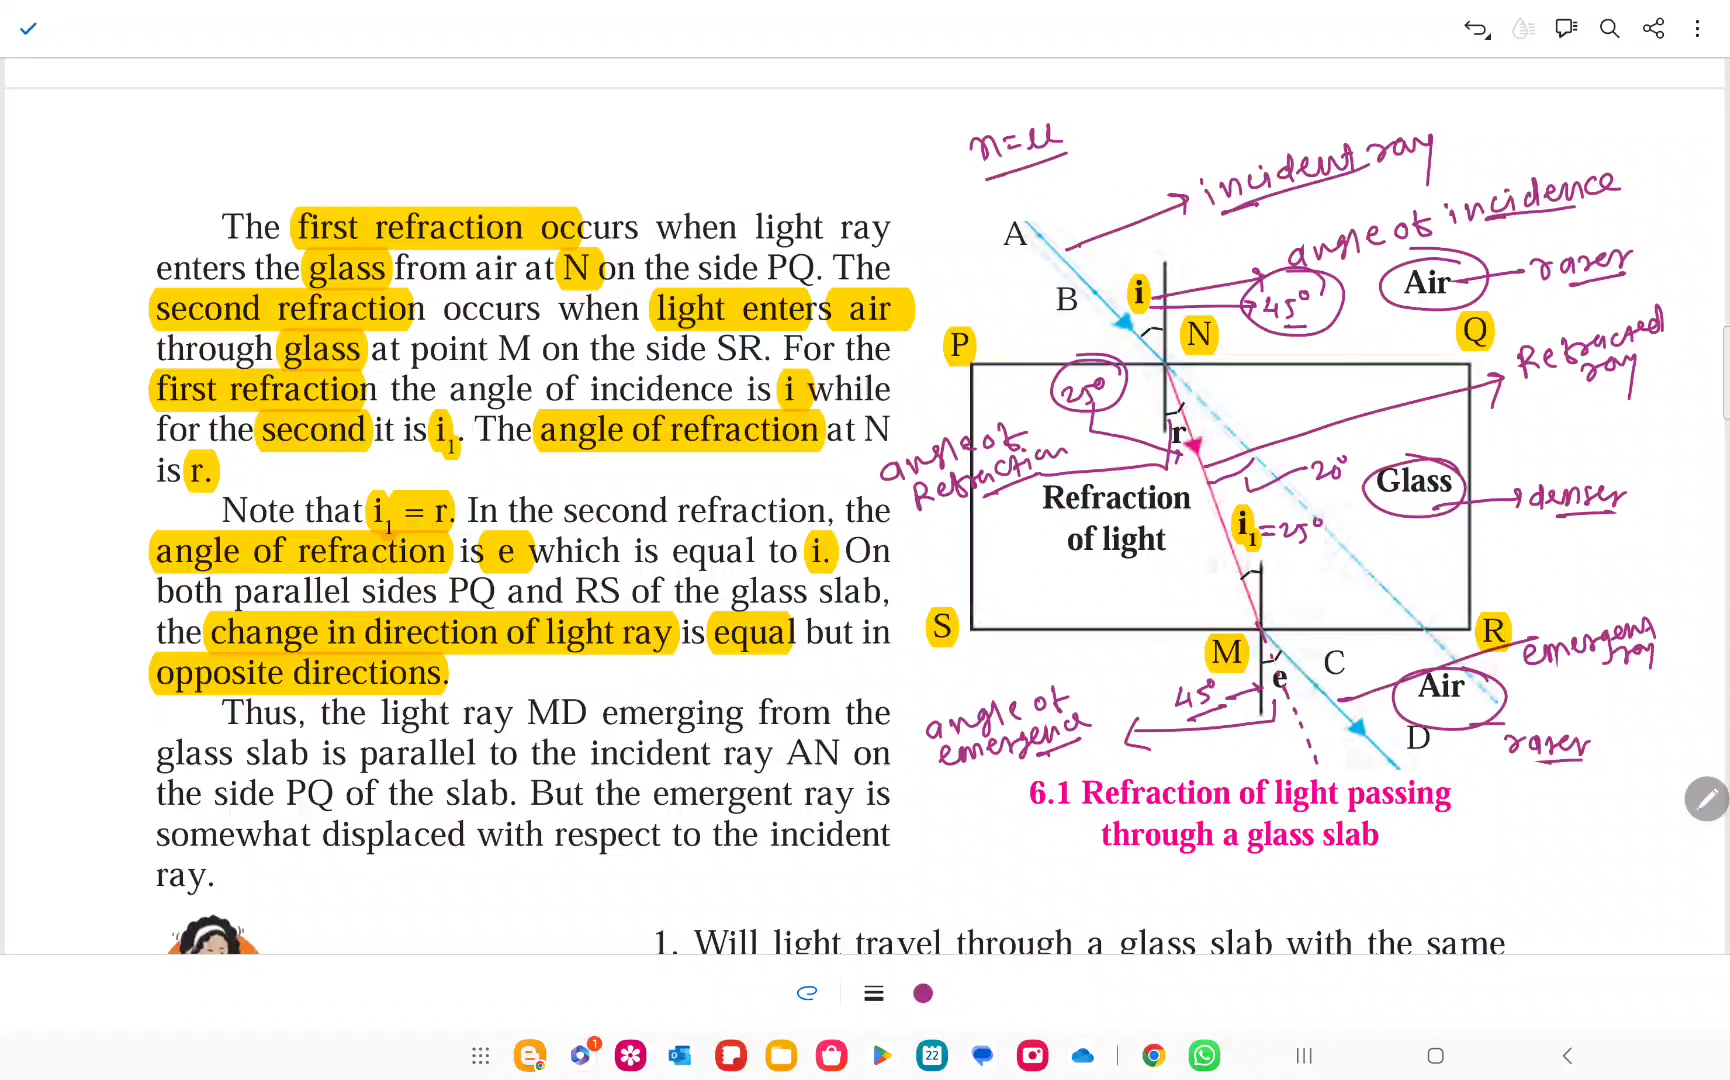 The first refraction occurs when light ray
enters the glass from air at N on the side PQ. The
second refraction occurs when light enters air
through glass at point M on the side SR. For the
first refraction the angle of incidence is i while
for the second it is i₁. The angle of refraction at N
is r.
Note that i₁ = r. In the second refraction, the
angle of refraction is e which is equal to i. On
both parallel sides PQ and RS of the glass slab,
the change in direction of light ray is equal but in
opposite directions.
Thus, the light ray MD emerging from the
glass slab is parallel to the incident ray AN on
the side PQ of the slab. But the emergent ray is
somewhat displaced with respect to the incident
ray.
n=μ
incident ray
angle of incidence
A
B
i
45°
Air
rarer
N
P
Q
Refracted
ray
25°
r
angle of
Refraction
20°
Glass
denser
Refraction
of light
i₁=25°
S
R
M
C
emergent
ray
e
45°
Air
angle of
emergence
D
rarer
6.1 Refraction of light passing
through a glass slab
1. Will light travel through a glass slab with the same
1
22